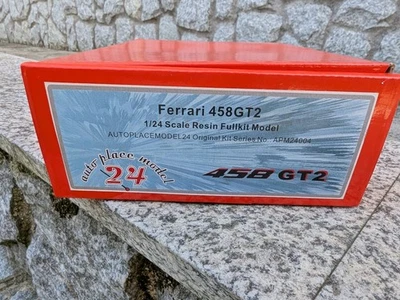 Ferrari 458GT2
1/24 Scale Resin Fullkit Model
AUTOPLACEMODEL24 Original Kit Series No : APM24004
auto place model
24
458 GT2